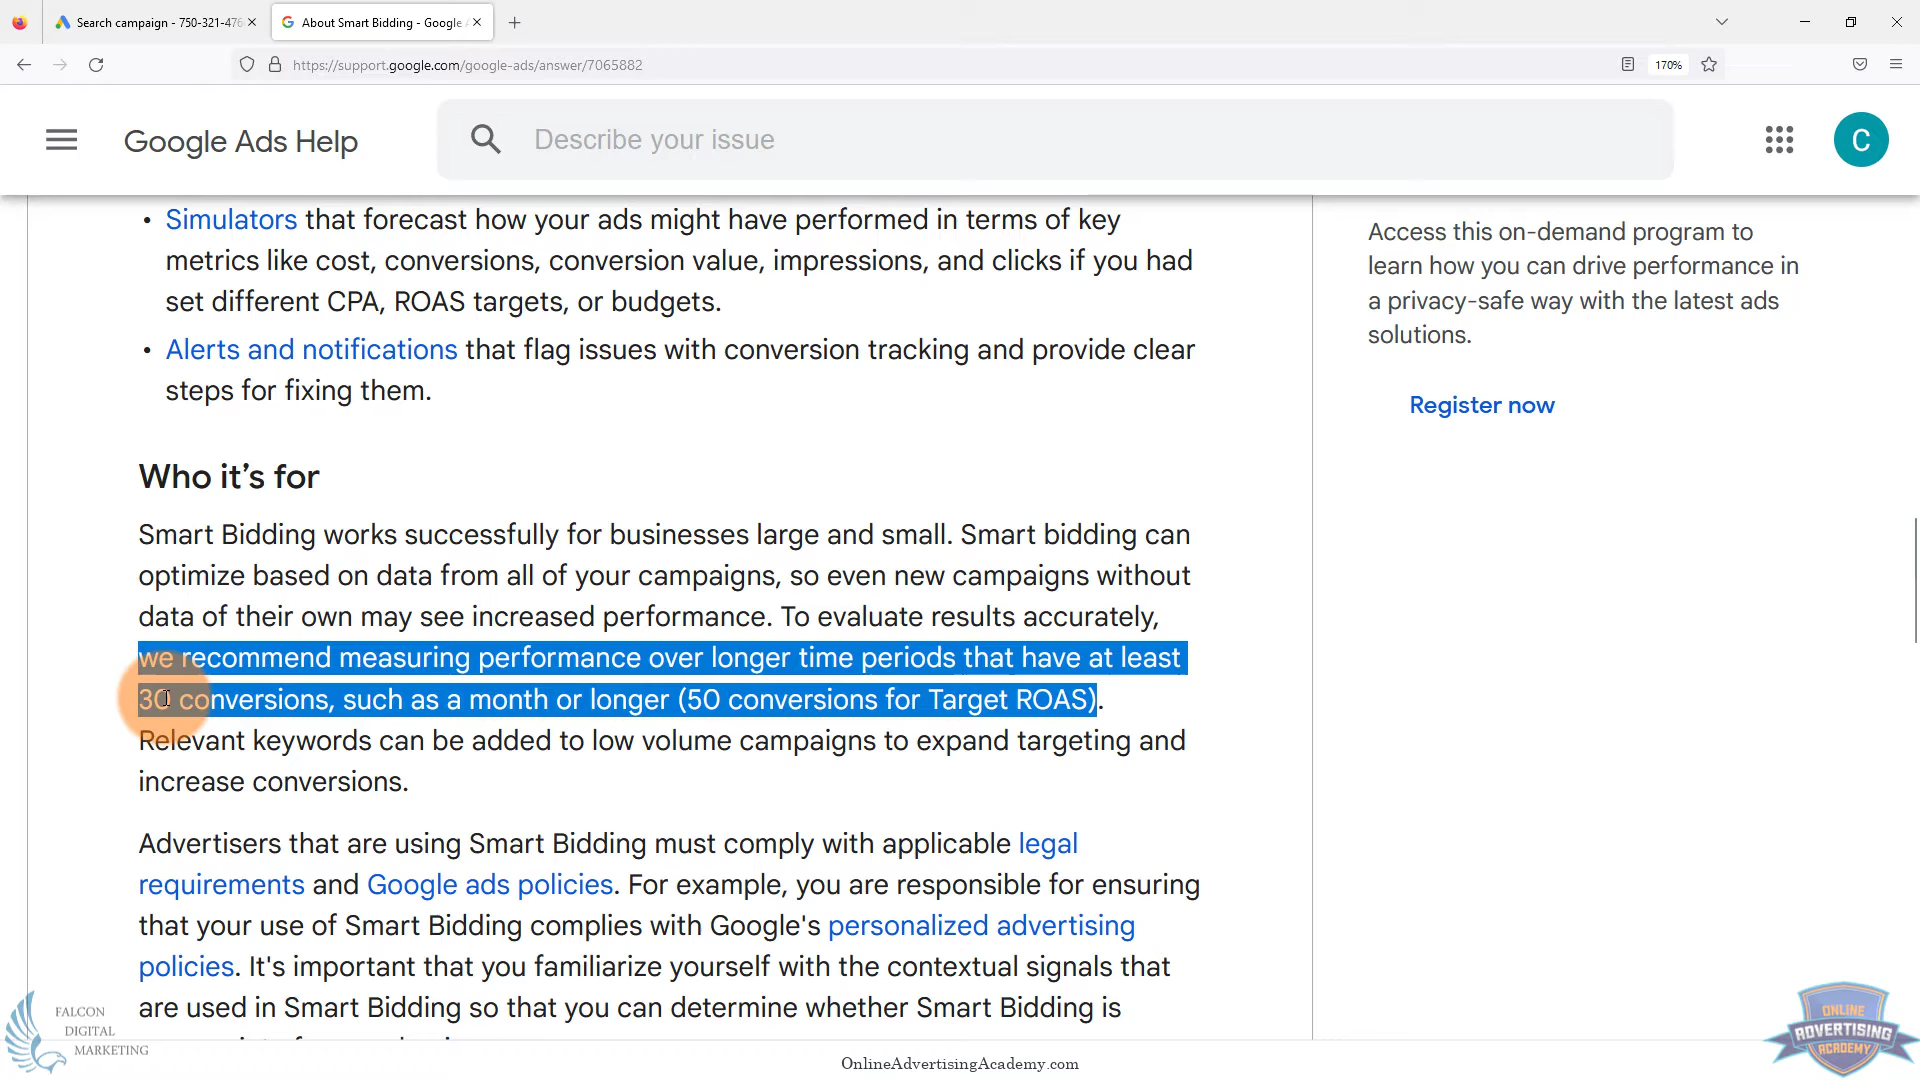 Search campaign - 750-321-476
About Smart Bidding - Google
https://support.google.com/google-ads/answer/7065882
170%
Google Ads Help
Describe your issue
C
• Simulators that forecast how your ads might have performed in terms of key
metrics like cost, conversions, conversion value, impressions, and clicks if you had
set different CPA, ROAS targets, or budgets.
• Alerts and notifications that flag issues with conversion tracking and provide clear
steps for fixing them.
Who it’s for
Smart Bidding works successfully for businesses large and small. Smart bidding can
optimize based on data from all of your campaigns, so even new campaigns without
data of their own may see increased performance. To evaluate results accurately,
we recommend measuring performance over longer time periods that have at least
30 conversions, such as a month or longer (50 conversions for Target ROAS).
Relevant keywords can be added to low volume campaigns to expand targeting and
increase conversions.
Advertisers that are using Smart Bidding must comply with applicable legal
requirements and Google ads policies. For example, you are responsible for ensuring
that your use of Smart Bidding complies with Google's personalized advertising
policies. It's important that you familiarize yourself with the contextual signals that
are used in Smart Bidding so that you can determine whether Smart Bidding is
Access this on-demand program to
learn how you can drive performance in
a privacy-safe way with the latest ads
solutions.
Register now
FALCON
DIGITAL
MARKETING
OnlineAdvertisingAcademy.com
ONLINE
ADVERTISING
ACADEMY